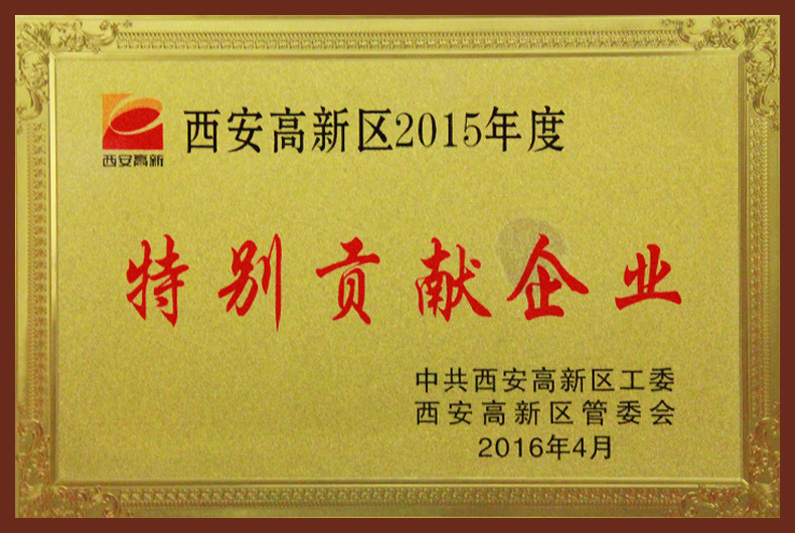 西安高新区2015年度
西安高新
特别贡献企业
中共西安高新区工委
西安高新区管委会
2016年4月